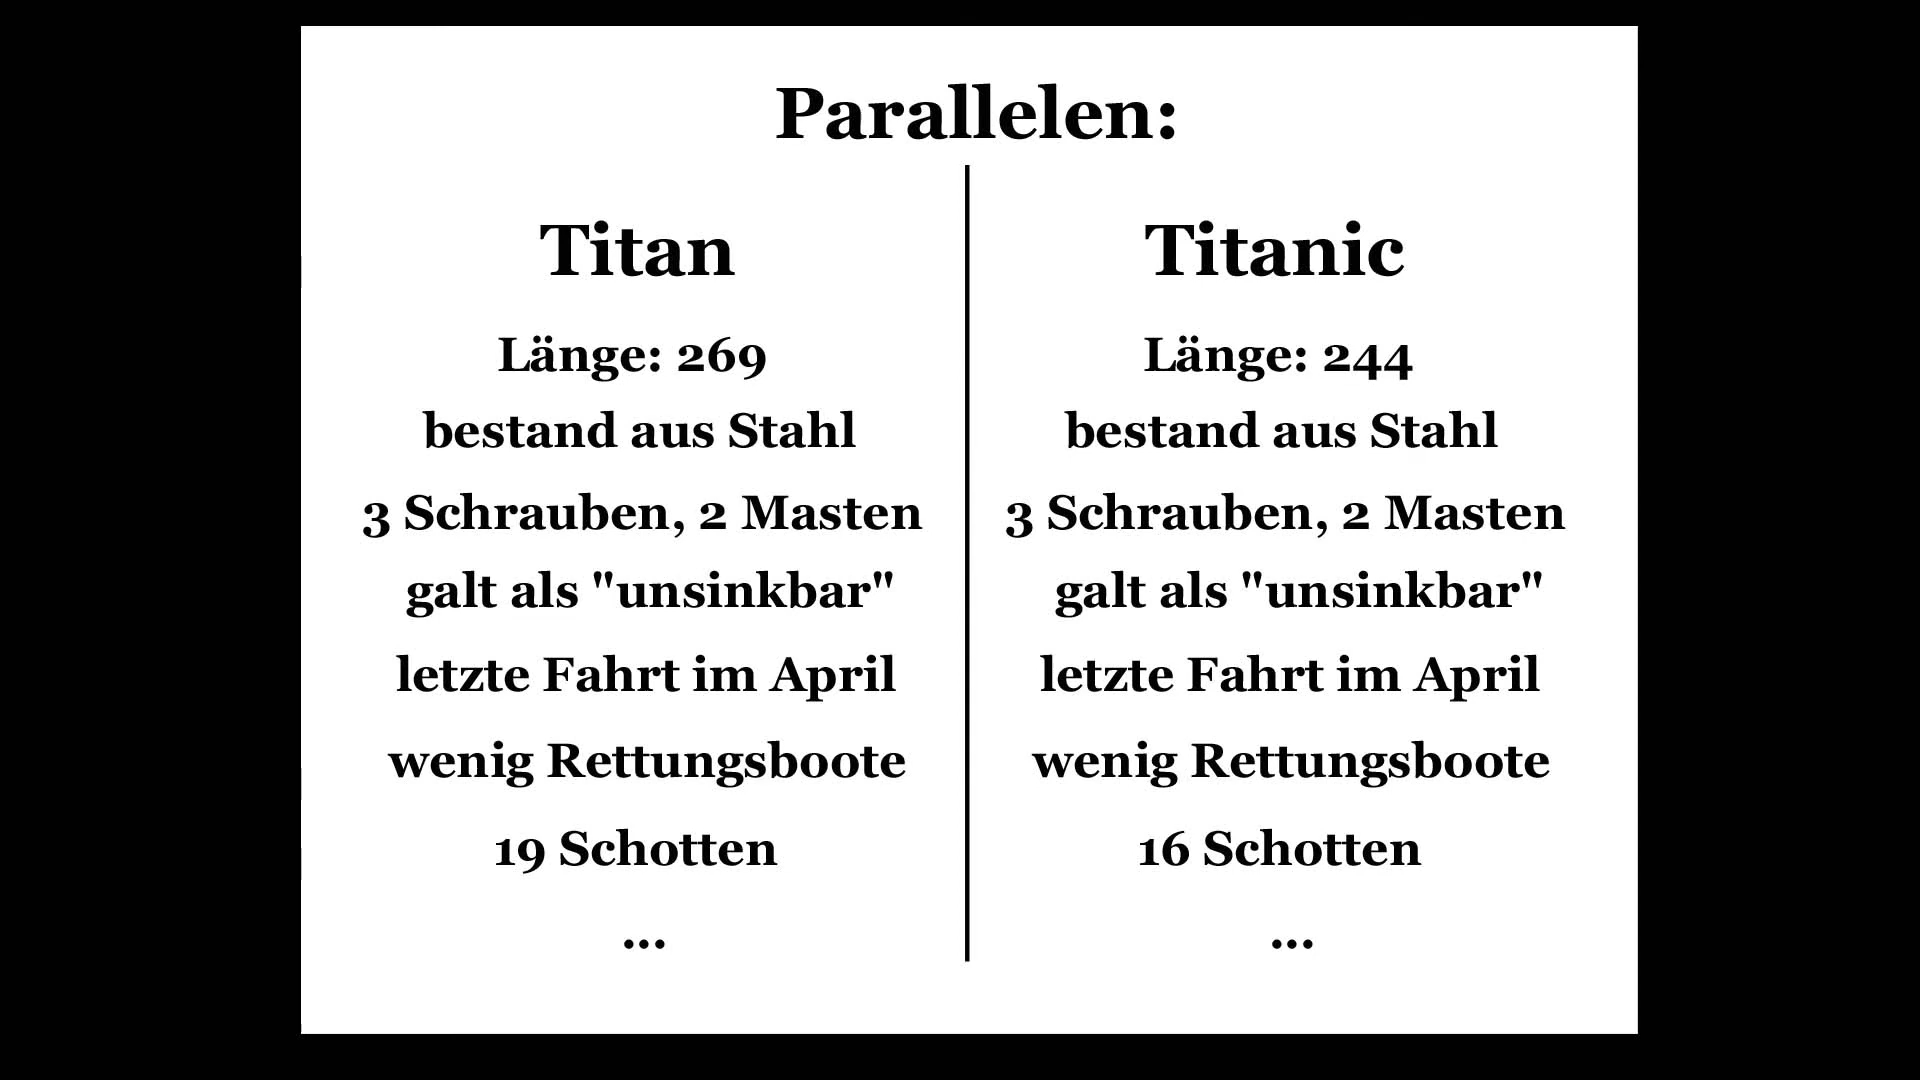 Parallelen:
Titan
Länge: 269
bestand aus Stahl
3 Schrauben, 2 Masten
galt als "unsinkbar"
letzte Fahrt im April
wenig Rettungsboote
19 Schotten
...
Titanic
Länge: 244
bestand aus Stahl
3 Schrauben, 2 Masten
galt als "unsinkbar"
letzte Fahrt im April
wenig Rettungsboote
16 Schotten
...